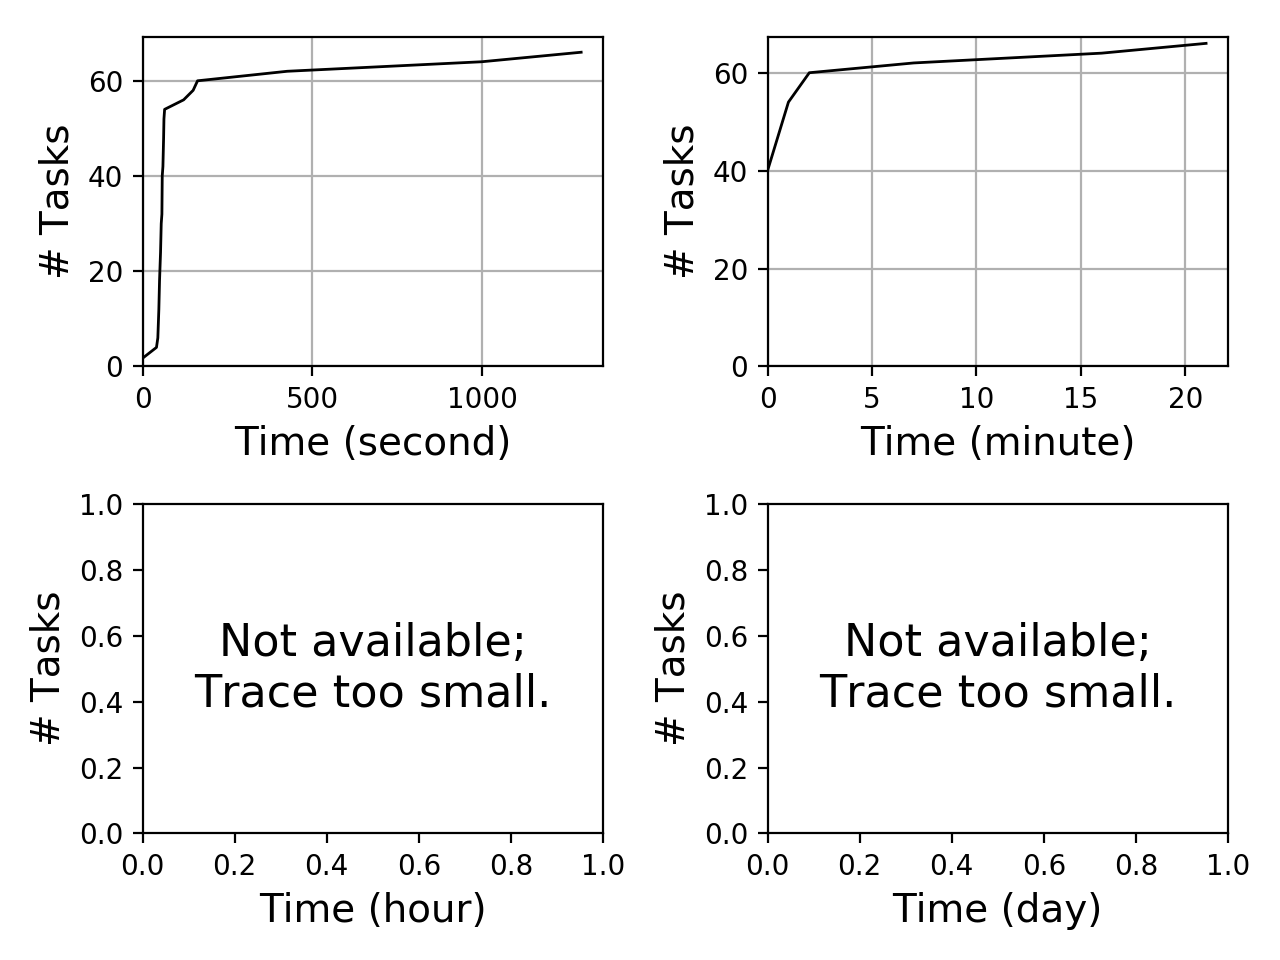 # Tasks
60
40
20
0
0 500 1000
Time (second)
# Tasks
60
40
20
0
0 5 10 15 20
Time (minute)
# Tasks
1.0
0.8
0.6
0.4
0.2
0.0
Not available;
Trace too small.
0.0 0.2 0.4 0.6 0.8 1.0
Time (hour)
# Tasks
1.0
0.8
0.6
0.4
0.2
0.0
Not available;
Trace too small.
0.0 0.2 0.4 0.6 0.8 1.0
Time (day)